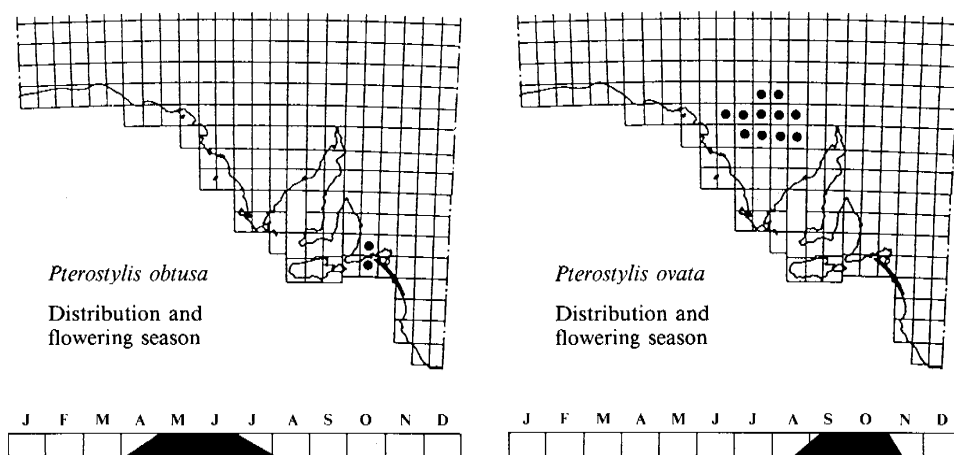 Pterostylis obtusa
Distribution and
flowering season
J F M A M J J A S O N D
Pterostylis ovata
Distribution and
flowering season
J F M A M J J A S O N D